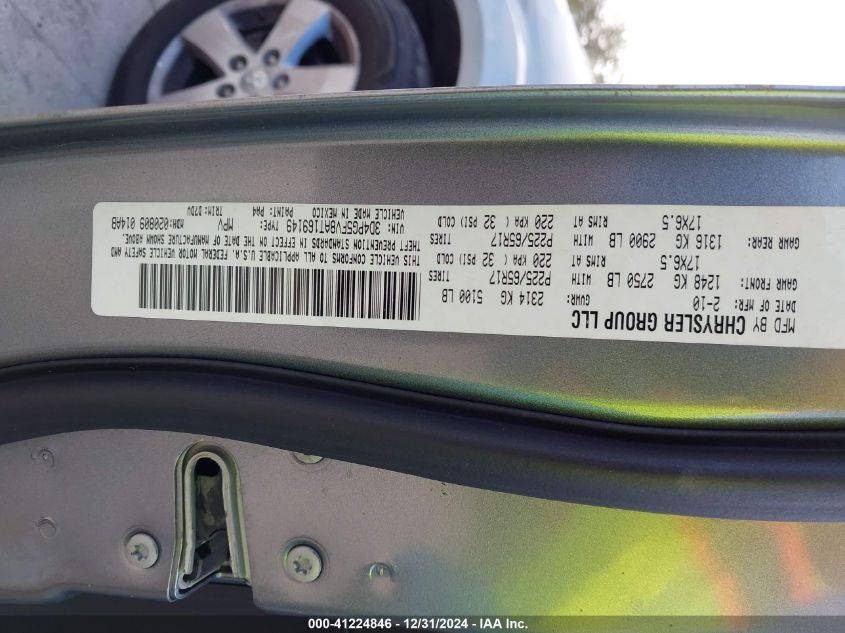 MFD BY CHRYSLER GROUP LLC
DATE OF MFR: 2-10 GVWR: 2314 KG 5100 LB
GAWR FRONT: 1248 KG 2750 LB WITH P225/65R17 TIRES
17X6.5 RIMS AT 220 KPA ( 32 PSI) COLD
GAWR REAR: 1316 KG 2900 LB WITH P225/65R17 TIRES
17X6.5 RIMS AT 220 KPA ( 32 PSI) COLD
THIS VEHICLE CONFORMS TO ALL APPLICABLE U.S.A. FEDERAL MOTOR VEHICLE SAFETY AND
THEFT PREVENTION STANDARDS IN EFFECT ON THE DATE OF MANUFACTURE SHOWN ABOVE.
VIN: 3D4PG5FV8AT169149 TYPE: MPV MDH:020809 014AB
VEHICLE MADE IN MEXICO PAINT: PA4 TRIM: D7DV
000-41224846 - 12/31/2024 - IAA Inc.